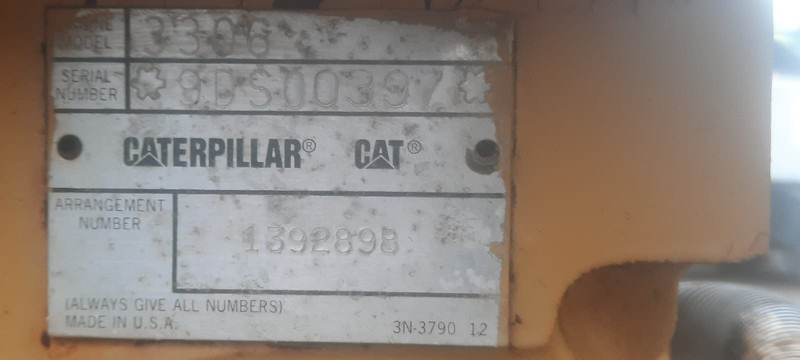 MODEL 3306
SERIAL
NUMBER *9DS00397*
CATERPILLAR® CAT®
ARRANGEMENT
NUMBER
1392898
(ALWAYS GIVE ALL NUMBERS)
MADE IN U.S.A. 3N-3790 12